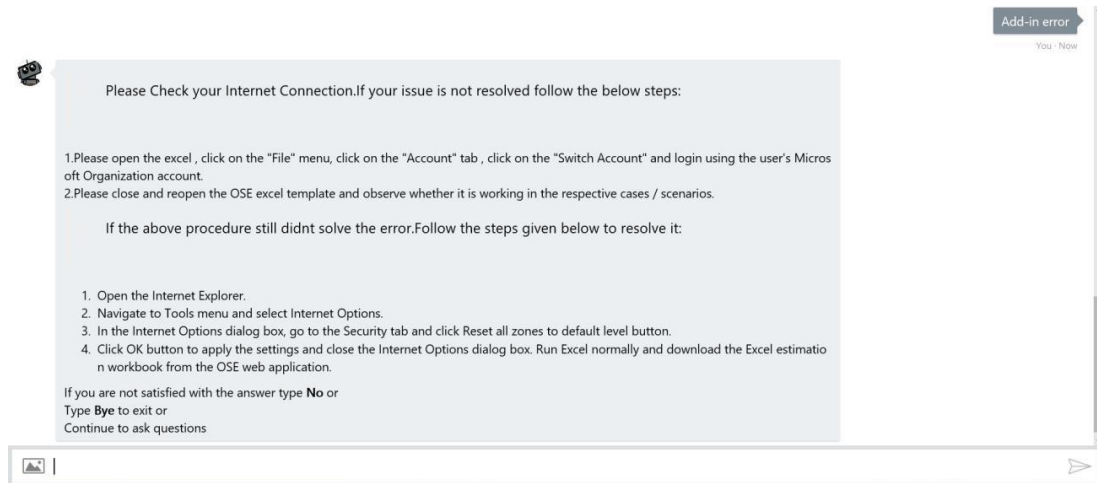 Add-in error
You · Now
Please Check your Internet Connection.If your issue is not resolved follow the below steps:
1.Please open the excel , click on the "File" menu, click on the "Account" tab , click on the "Switch Account" and login using the user's Micros
oft Organization account.
2.Please close and reopen the OSE excel template and observe whether it is working in the respective cases / scenarios.
If the above procedure still didnt solve the error.Follow the steps given below to resolve it:
1. Open the Internet Explorer.
2. Navigate to Tools menu and select Internet Options.
3. In the Internet Options dialog box, go to the Security tab and click Reset all zones to default level button.
4. Click OK button to apply the settings and close the Internet Options dialog box. Run Excel normally and download the Excel estimatio
n workbook from the OSE web application.
If you are not satisfied with the answer type No or
Type Bye to exit or
Continue to ask questions